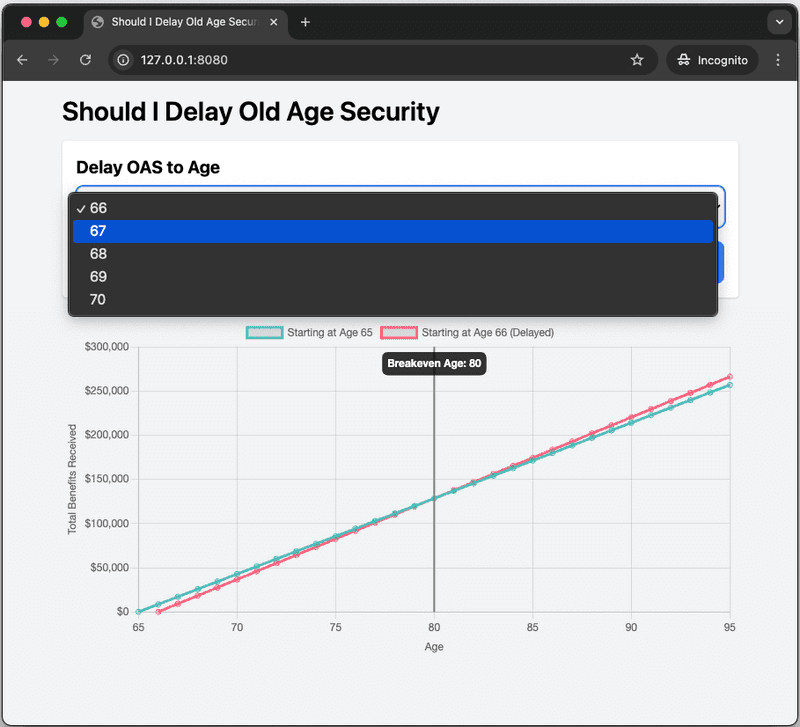 Should I Delay Old Age Secur
127.0.0.1:8080
Incognito
Should I Delay Old Age Security
Delay OAS to Age
✓ 66
67
68
69
70
Starting at Age 65 Starting at Age 66 (Delayed)
Breakeven Age: 80
Total Benefits Received
$300,000
$250,000
$200,000
$150,000
$100,000
$50,000
$0
65 70 75 80 85 90 95
Age